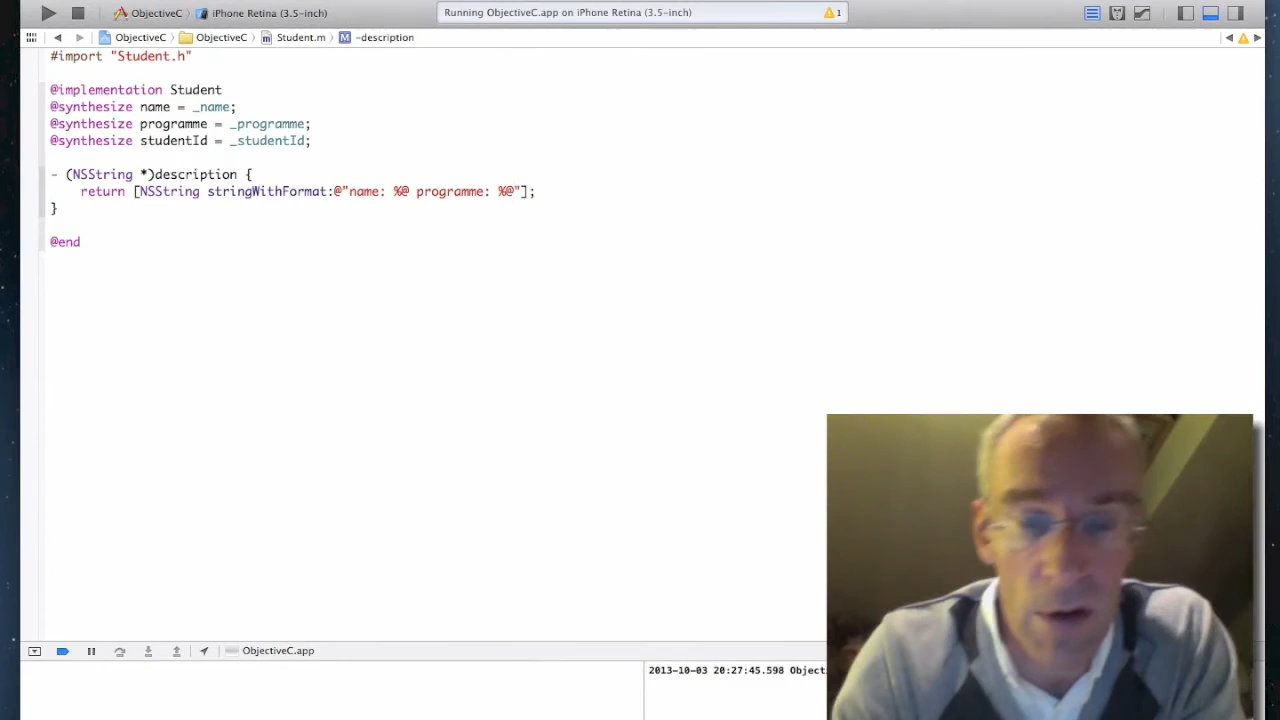 ObjectiveC 〉 iPhone Retina (3.5-inch)
Running ObjectiveC.app on iPhone Retina (3.5-inch)
1
ObjectiveC 〉 ObjectiveC 〉 Student.m 〉 M -description
#import "Student.h"
@implementation Student
@synthesize name = _name;
@synthesize programme = _programme;
@synthesize studentId = _studentId;
- (NSString *)description {
return [NSString stringWithFormat:@"name: %@ programme: %@"];
}
@end
ObjectiveC.app
2013-10-03 20:27:45.598 Objecti